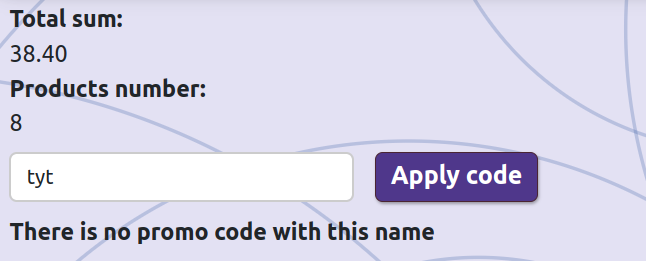 Total sum:
38.40
Products number:
8
tyt
Apply code
There is no promo code with this name